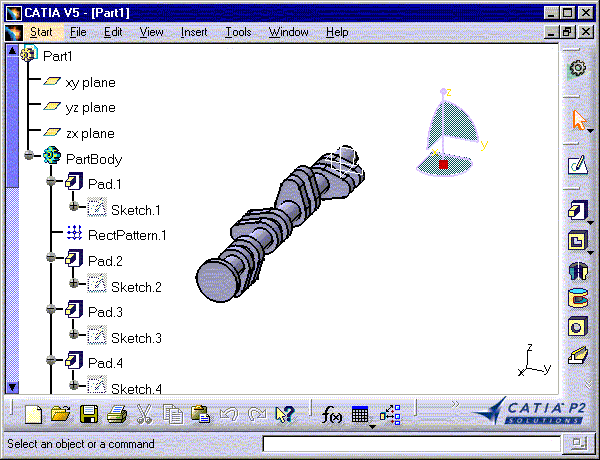 CATIA V5 - [Part1]
Start File Edit View Insert Tools Window Help
Part1
xy plane
yz plane
zx plane
PartBody
Pad.1
Sketch.1
RectPattern.1
Pad.2
Sketch.2
Pad.3
Sketch.3
Pad.4
Sketch.4
z
y
z
x y
f(x)
CATIA P2
SOLUTIONS
Select an object or a command